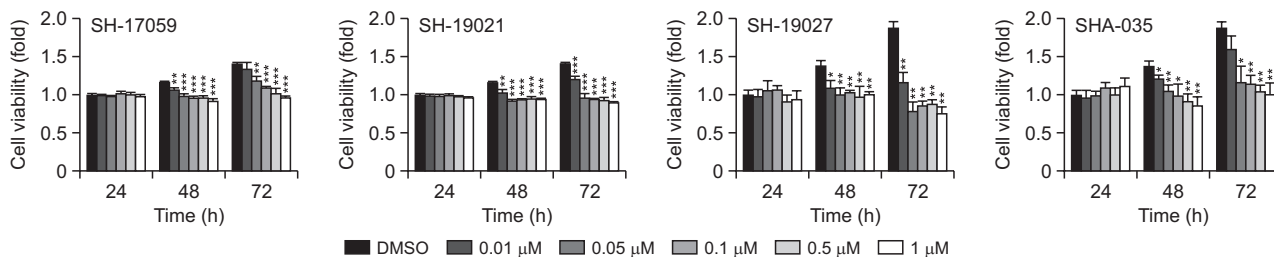 SH-17059
Cell viability (fold)
2.0
1.5
1.0
0.5
0
24 48 72
Time (h)
SH-19021
Cell viability (fold)
2.0
1.5
1.0
0.5
0
24 48 72
Time (h)
SH-19027
Cell viability (fold)
2.0
1.5
1.0
0.5
0
24 48 72
Time (h)
SHA-035
Cell viability (fold)
2.0
1.5
1.0
0.5
0
24 48 72
Time (h)
DMSO 0.01 μM 0.05 μM 0.1 μM 0.5 μM 1 μM